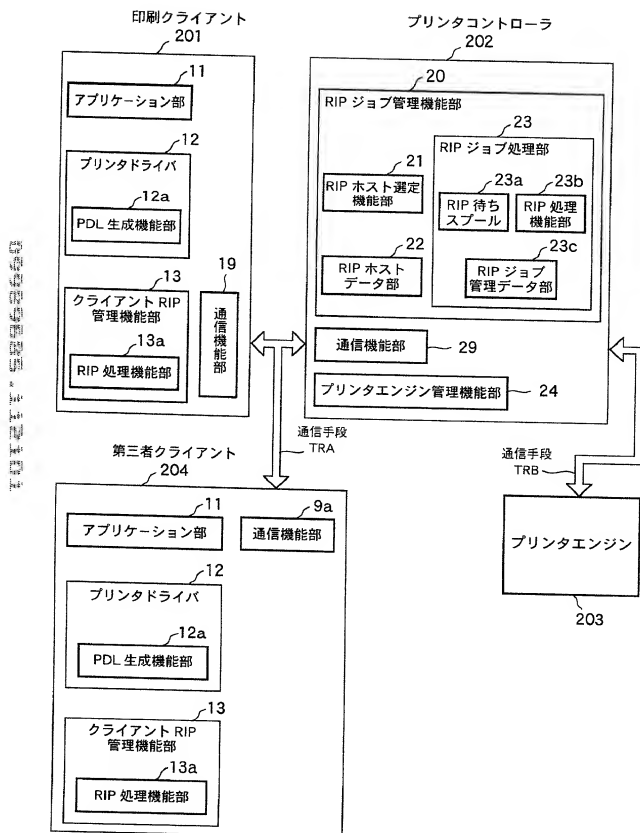 印刷クライアント
201
11
アプリケーション部
12
プリンタドライバ
12a
PDL 生成機能部
13
クライアント RIP
管理機能部
13a
RIP 処理機能部
19
通信機能部
プリンタコントローラ
202
20
RIP ジョブ管理機能部
21
RIP ホスト選定
機能部
22
RIP ホスト
データ部
23
RIP ジョブ処理部
23a
RIP 待ち
スプール
23b
RIP 処理
機能部
23c
RIP ジョブ
管理データ部
通信機能部
29
プリンタエンジン管理機能部
24
通信手段
TRA
通信手段
TRB
プリンタエンジン
203
第三者クライアント
204
11
アプリケーション部
9a
通信機能部
12
プリンタドライバ
12a
PDL 生成機能部
13
クライアント RIP
管理機能部
13a
RIP 処理機能部